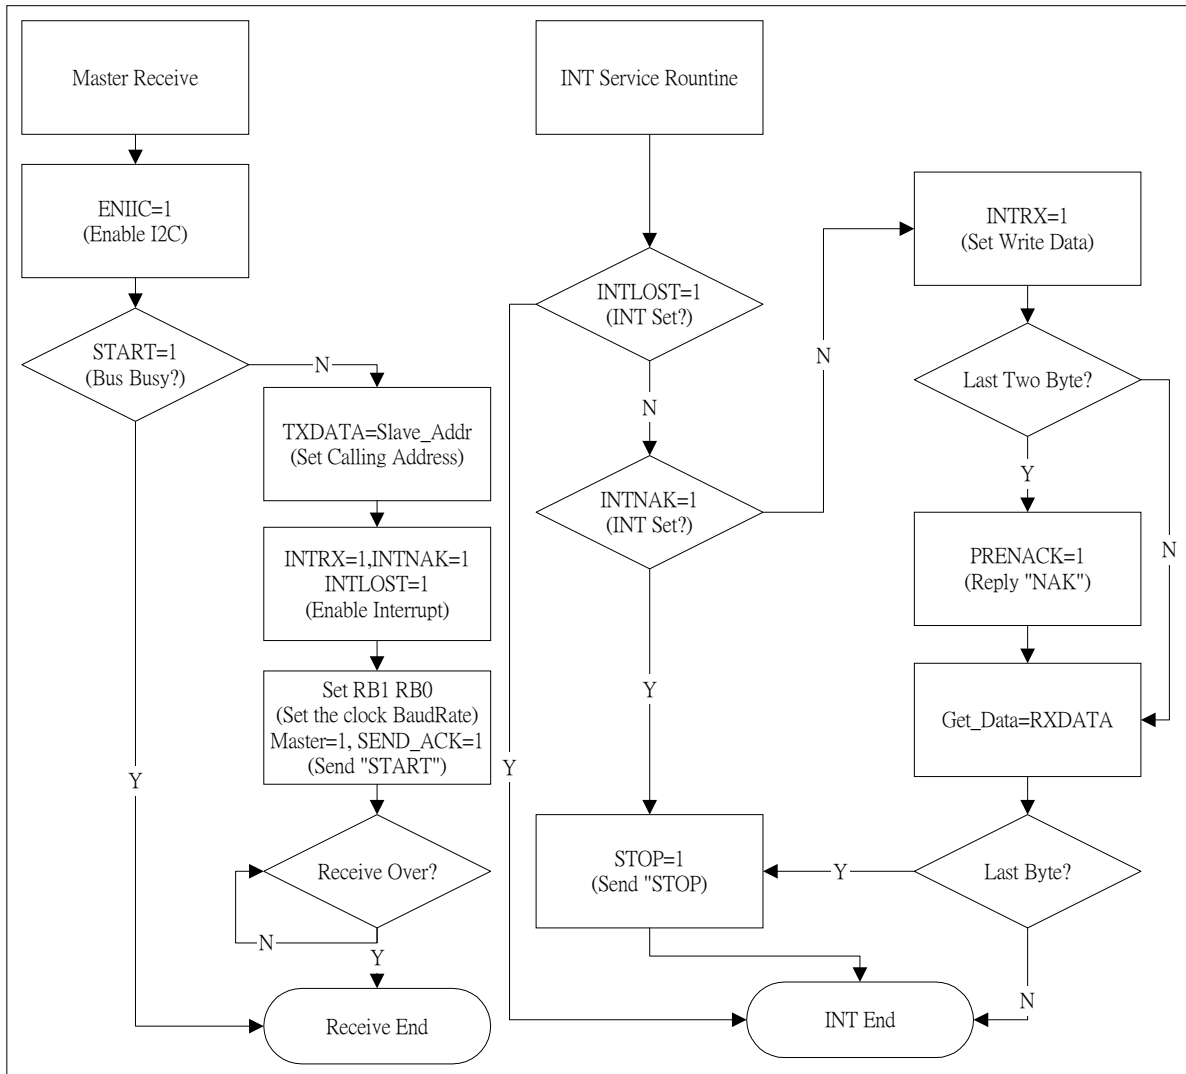 Master Receive
ENIIC=1
(Enable I2C)
START=1
(Bus Busy?)
N
TXDATA=Slave_Addr
(Set Calling Address)
INTRX=1,INTNAK=1
INTLOST=1
(Enable Interrupt)
Set RB1 RB0
(Set the clock BaudRate)
Master=1, SEND_ACK=1
(Send "START")
Y
Receive Over?
N
Y
Receive End
INT Service Rountine
INTLOST=1
(INT Set?)
N
Y
INTNAK=1
(INT Set?)
N
Y
STOP=1
(Send "STOP)
INTRX=1
(Set Write Data)
Last Two Byte?
Y
N
PRENACK=1
(Reply "NAK")
Get_Data=RXDATA
Last Byte?
Y
N
INT End